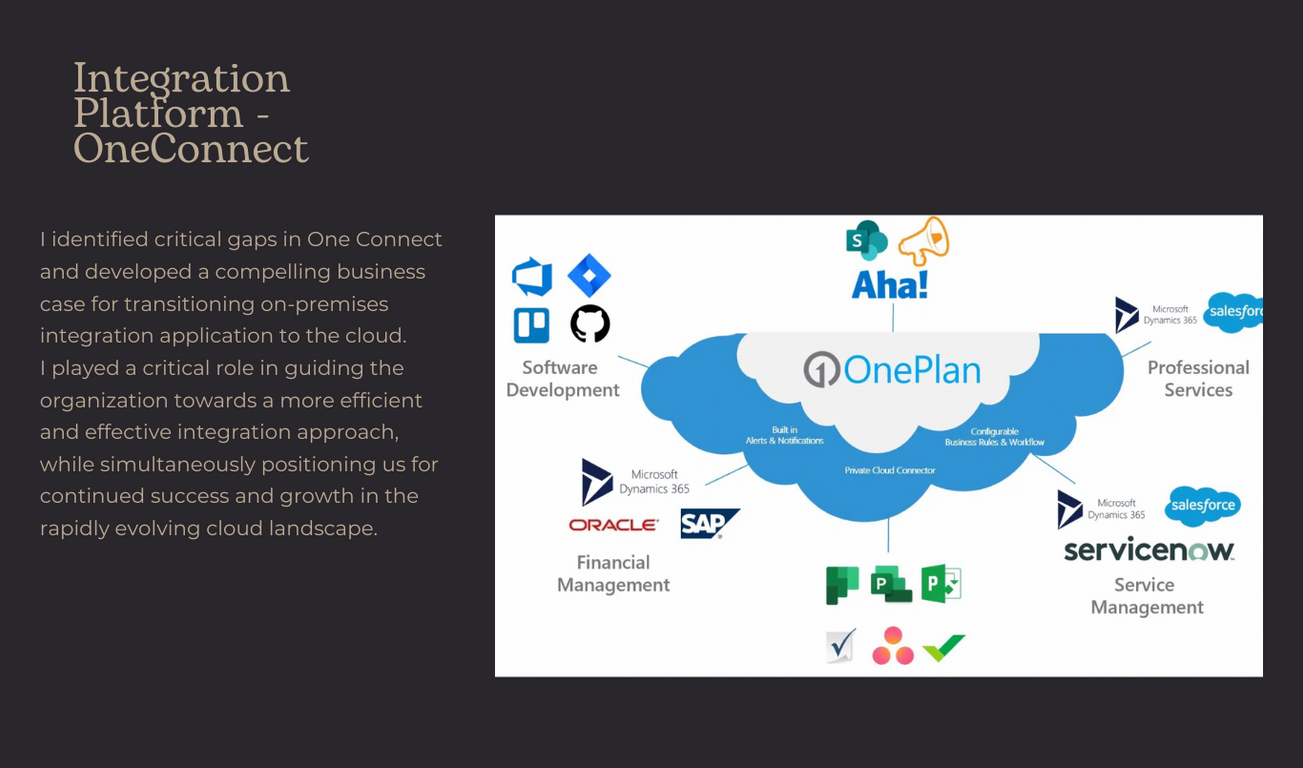 Integration
Platform -
OneConnect
I identified critical gaps in One Connect
and developed a compelling business
case for transitioning on-premises
integration application to the cloud.
I played a critical role in guiding the
organization towards a more efficient
and effective integration approach,
while simultaneously positioning us for
continued success and growth in the
rapidly evolving cloud landscape.
S
Aha!
Software
Development
OnePlan
Microsoft
Dynamics 365
salesforc
Professional
Services
Built in
Alerts & Notifications
Configurable
Business Rules & Workflow
Private Cloud Connector
Microsoft
Dynamics 365
ORACLE
SAP
Financial
Management
P
P
Microsoft
Dynamics 365
salesforce
servicenow
Service
Management